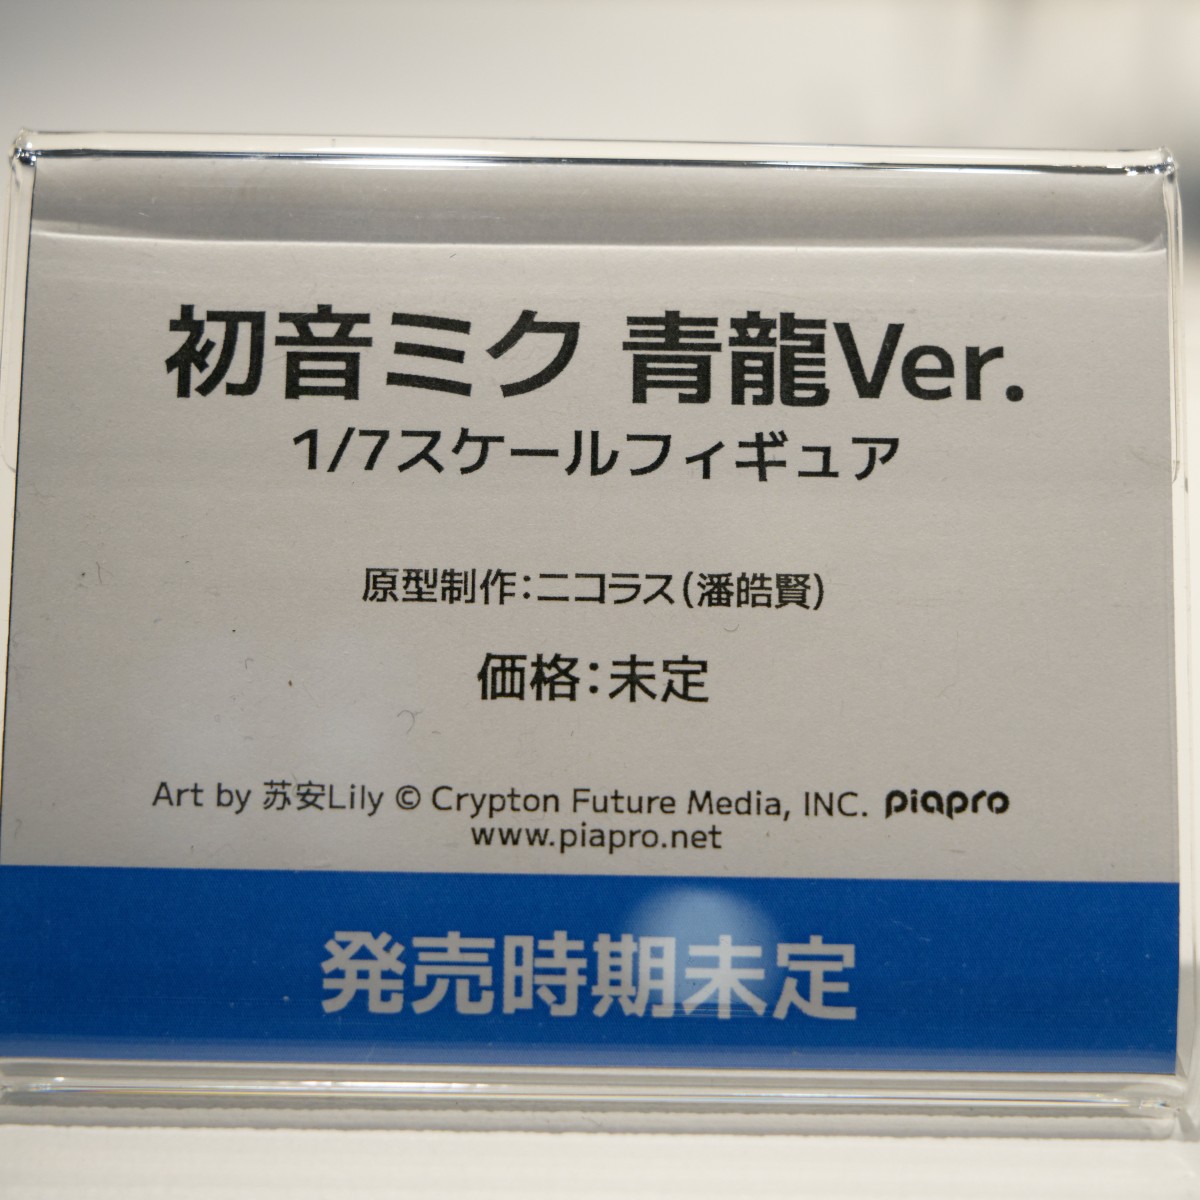 初音ミク 青龍Ver.
1/7スケールフィギュア
原型制作：ニコラス(潘皓賢)
価格：未定
Art by 苏安Lily © Crypton Future Media, INC. piapro
www.piapro.net
発売時期未定